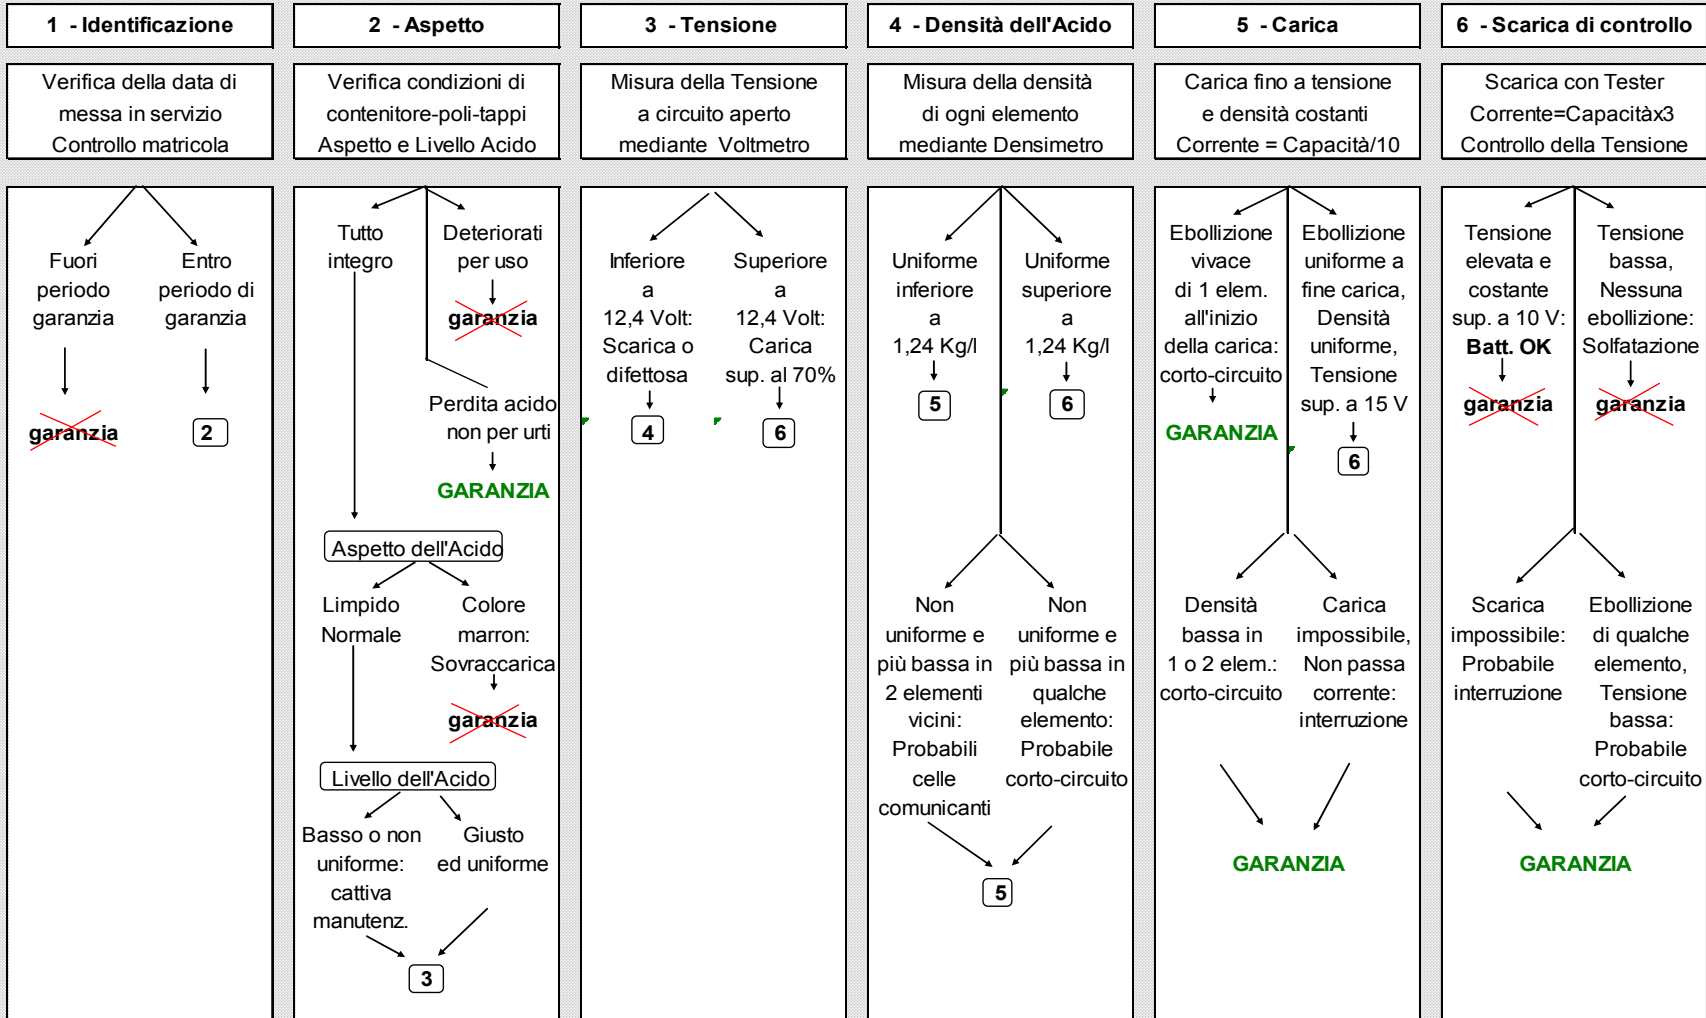 1 - Identificazione
Verifica della data di
messa in servizio
Controllo matricola
Fuori
periodo
garanzia
garanzia
Entro
periodo di
garanzia
2
2 - Aspetto
Verifica condizioni di
contenitore-poli-tappi
Aspetto e Livello Acido
Tutto
integro
Deteriorati
per uso
garanzia
Perdita acido
non per urti
GARANZIA
Aspetto dell'Acido
Limpido
Normale
Colore
marron:
Sovraccarica
garanzia
Livello dell'Acido
Basso o non
uniforme:
cattiva
manutenz.
Giusto
ed uniforme
3
3 - Tensione
Misura della Tensione
a circuito aperto
mediante Voltmetro
Inferiore
a
12,4 Volt:
Scarica o
difettosa
4
Superiore
a
12,4 Volt:
Carica
sup. al 70%
6
4 - Densità dell'Acido
Misura della densità
di ogni elemento
mediante Densimetro
Uniforme
inferiore
a
1,24 Kg/l
5
Uniforme
superiore
a
1,24 Kg/l
6
Non
uniforme e
più bassa in
2 elementi
vicini:
Probabili
celle
comunicanti
Non
uniforme e
più bassa in
qualche
elemento:
Probabile
corto-circuito
5
5 - Carica
Carica fino a tensione
e densità costanti
Corrente = Capacità/10
Ebollizione
vivace
di 1 elem.
all'inizio
della carica:
corto-circuito
GARANZIA
Ebollizione
uniforme a
fine carica,
Densità
uniforme,
Tensione
sup. a 15 V
6
Densità
bassa in
1 o 2 elem.:
corto-circuito
Carica
impossibile,
Non passa
corrente:
interruzione
GARANZIA
6 - Scarica di controllo
Scarica con Tester
Corrente=Capacitàx3
Controllo della Tensione
Tensione
elevata e
costante
sup. a 10 V:
Batt. OK
garanzia
Tensione
bassa,
Nessuna
ebollizione:
Solfatazione
garanzia
Scarica
impossibile:
Probabile
interruzione
Ebollizione
di qualche
elemento,
Tensione
bassa:
Probabile
corto-circuito
GARANZIA